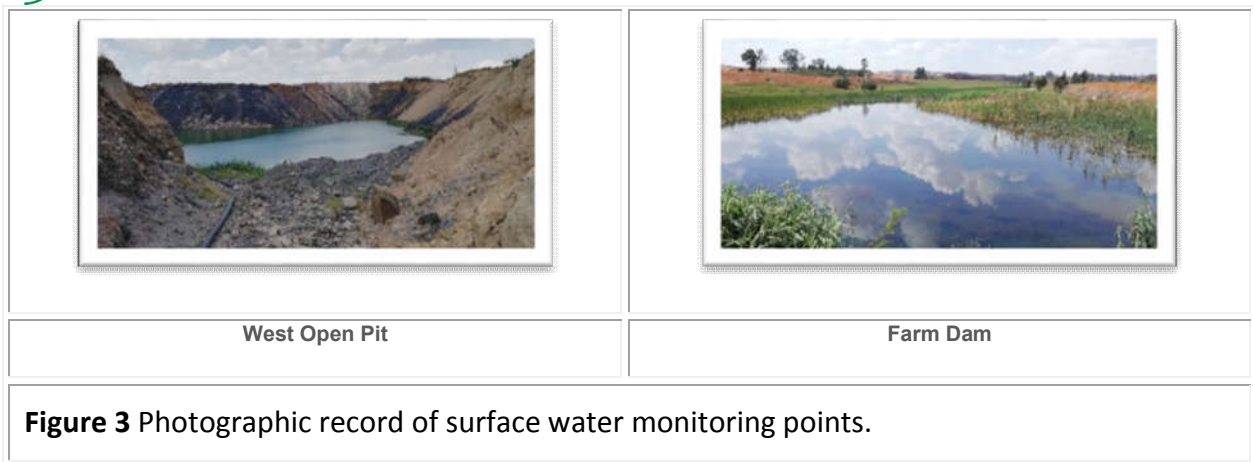 West Open Pit
Farm Dam
Figure 3 Photographic record of surface water monitoring points.